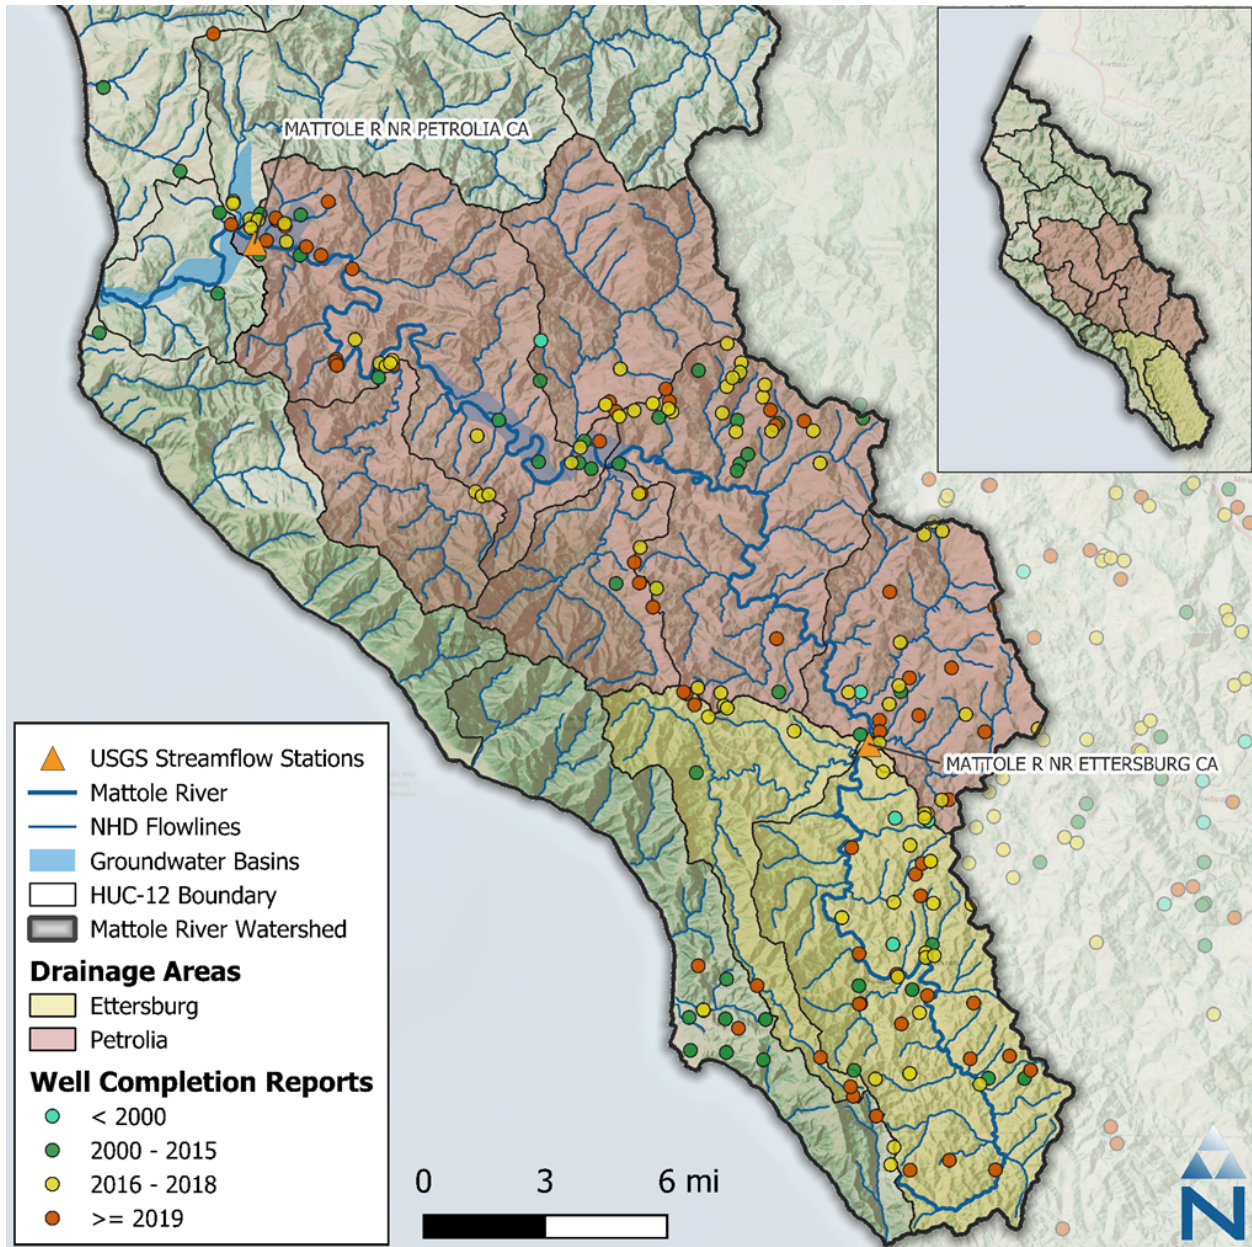 MATTOLE R NR PETROLIA CA
MATTOLE R NR ETTERSBURG CA
USGS Streamflow Stations
Mattole River
NHD Flowlines
Groundwater Basins
HUC-12 Boundary
Mattole River Watershed
Drainage Areas
Ettersburg
Petrolia
Well Completion Reports
< 2000
2000 - 2015
2016 - 2018
>= 2019
0 3 6 mi
N